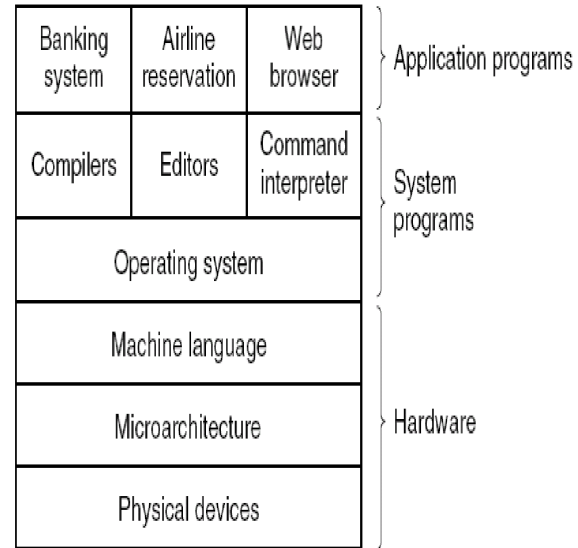 Banking
system
Airline
reservation
Web
browser
Application programs
Compilers
Editors
Command
interpreter
System
programs
Operating system
Machine language
Microarchitecture
Hardware
Physical devices